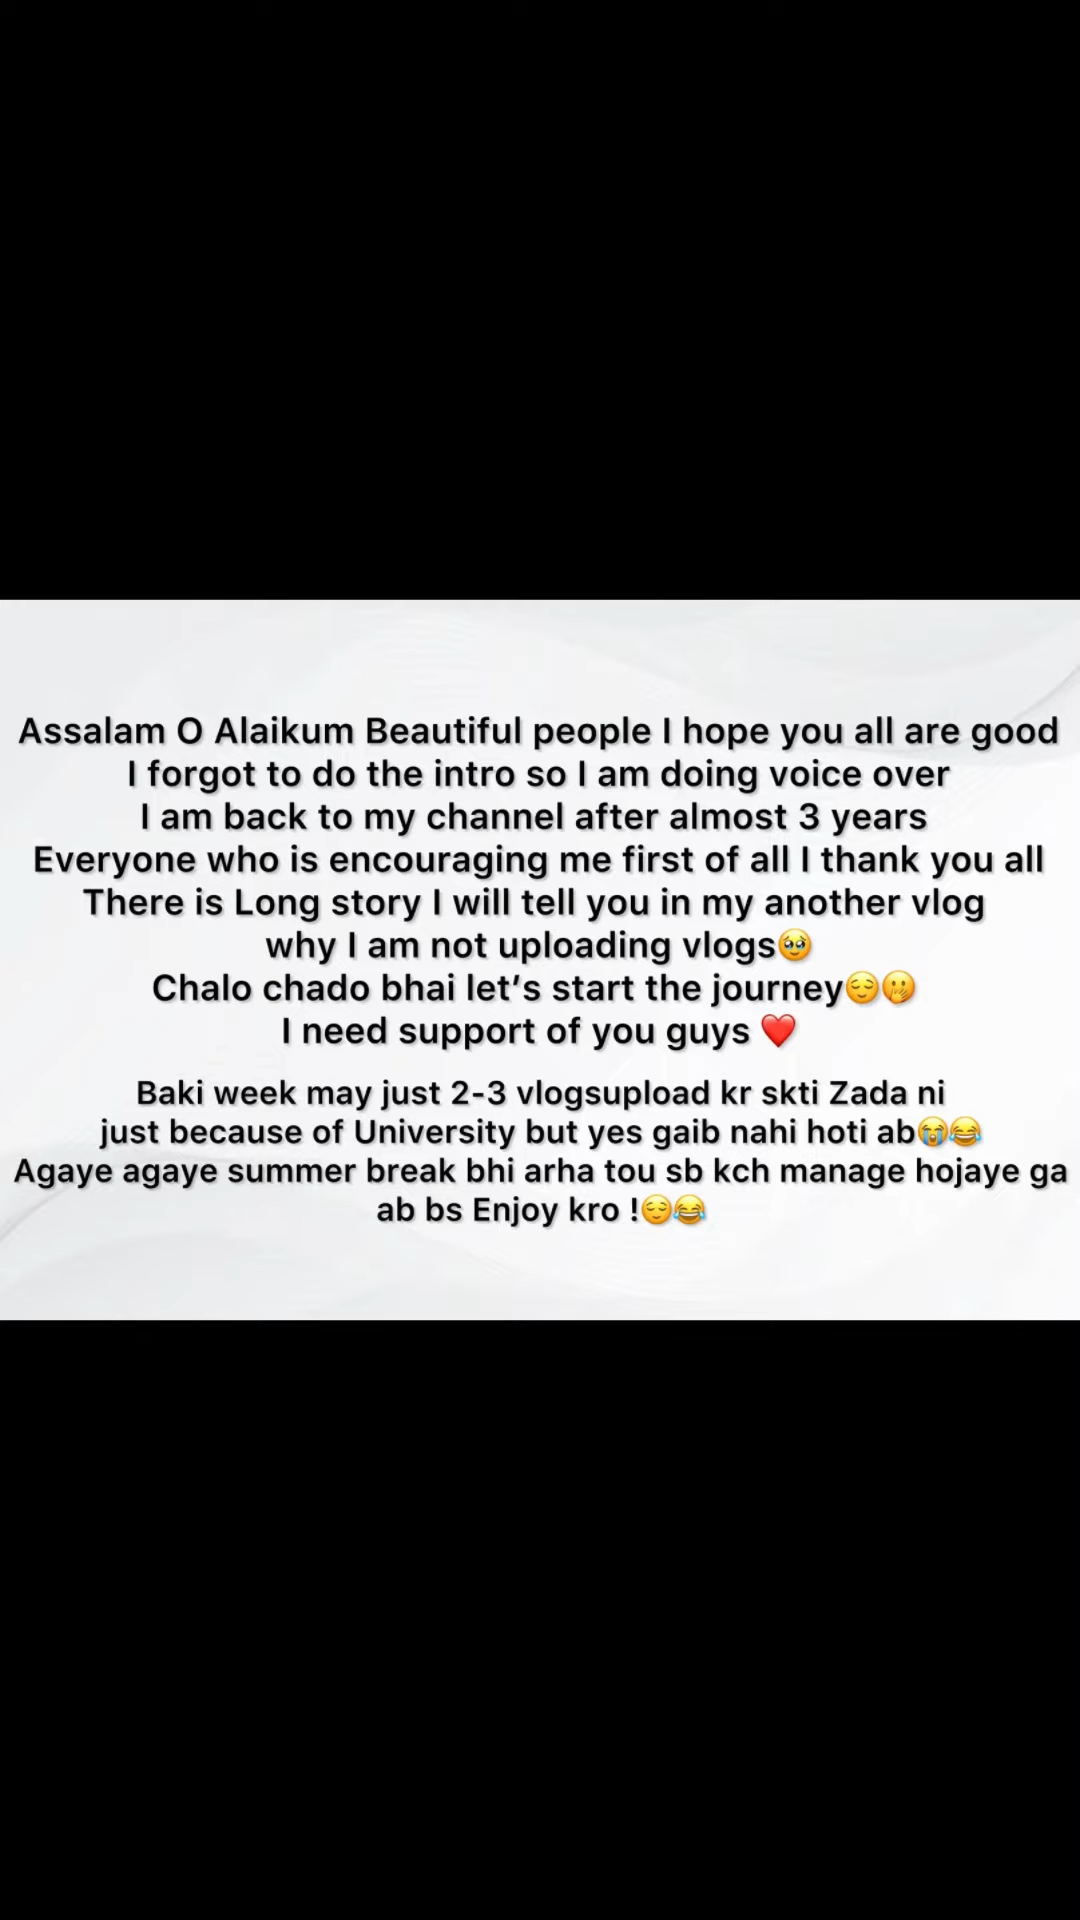 Assalam O Alaikum Beautiful people I hope you all are good
I forgot to do the intro so I am doing voice over
I am back to my channel after almost 3 years
Everyone who is encouraging me first of all I thank you all
There is Long story I will tell you in my another vlog
why I am not uploading vlogs🥹
Chalo chado bhai let’s start the journey😌🫢
I need support of you guys ❤️
Baki week may just 2-3 vlogsupload kr skti Zada ni
just because of University but yes gaib nahi hoti ab😭😂
Agaye agaye summer break bhi arha tou sb kch manage hojaye ga
ab bs Enjoy kro !😌😂